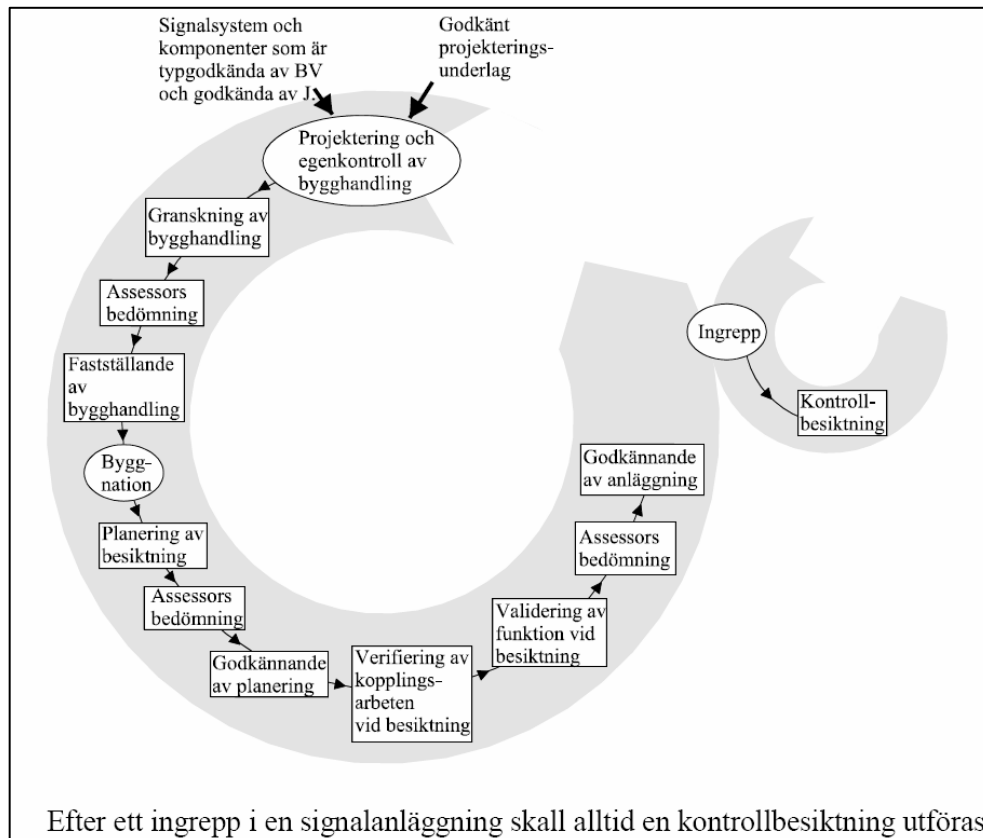 Signalsystem och
komponenter som är
typgodkända av BV
och godkända av J.
Godkänt
projekterings-
underlag
Projektering och
egenkontroll av
bygghandling
Granskning av
bygghandling
Assessors
bedömning
Fastställande
av
bygghandling
Bygg-
nation
Planering av
besiktning
Assessors
bedömning
Godkännande
av planering
Verifiering av
kopplings-
arbeten
vid besiktning
Validering av
funktion vid
besiktning
Assessors
bedömning
Godkännande
av anläggning
Ingrepp
Kontroll-
besiktning
Efter ett ingrepp i en signalanläggning skall alltid en kontrollbesiktning utföras